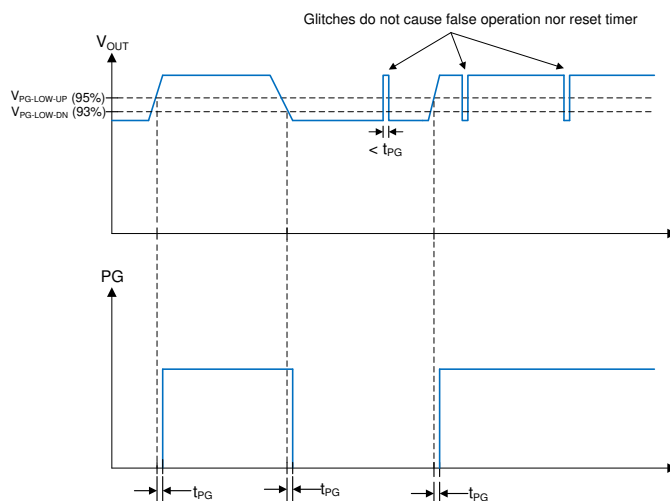 Glitches do not cause false operation nor reset timer
VOUT
VPG-LOW-UP (95%)
VPG-LOW-DN (93%)
< tPG
PG
tPG
tPG
tPG